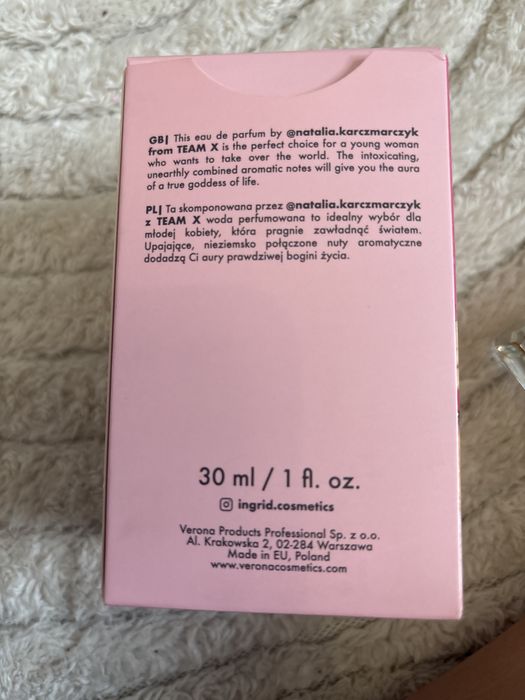 GB| This eau de parfum by @natalia.karczmarczyk
from TEAM X is the perfect choice for a young woman
who wants to take over the world. The intoxicating,
unearthly combined aromatic notes will give you the aura
of a true goddess of life.
PL| Ta skomponowana przez @natalia.karczmarczyk
z TEAM X woda perfumowana to idealny wybór dla
młodej kobiety, która pragnie zawładnąć światem.
Upajające, nieziemsko połączone nuty aromatyczne
dodadzą Ci aury prawdziwej bogini życia.
30 ml / 1 fl. oz.
ingrid.cosmetics
Verona Products Professional Sp. z o.o.
Al. Krakowska 2, 02-284 Warszawa
Made in EU, Poland
www.veronacosmetics.com